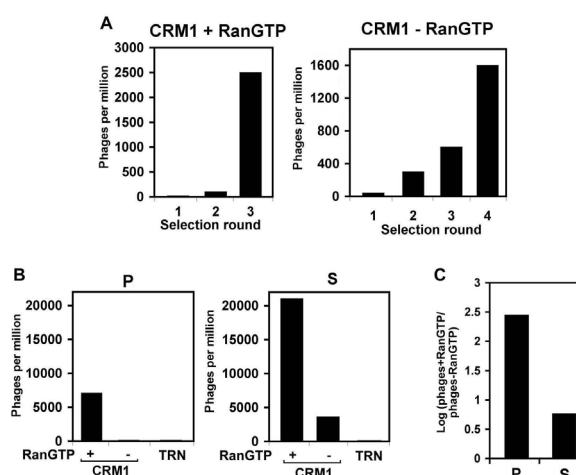 A
CRM1 + RanGTP
CRM1 - RanGTP
Phages per million
3000
2500
2000
1500
1000
500
0
1 2 3
Selection round
Phages per million
1600
1200
800
400
0
1 2 3 4
Selection round
B
P
Phages per million
20000
15000
10000
5000
0
RanGTP + - TRN
CRM1
S
Phages per million
20000
15000
10000
5000
0
RanGTP + - TRN
CRM1
C
Log (phages+RanGTP/
phages-RanGTP)
3
2.5
2
1.5
1
0.5
0
P S